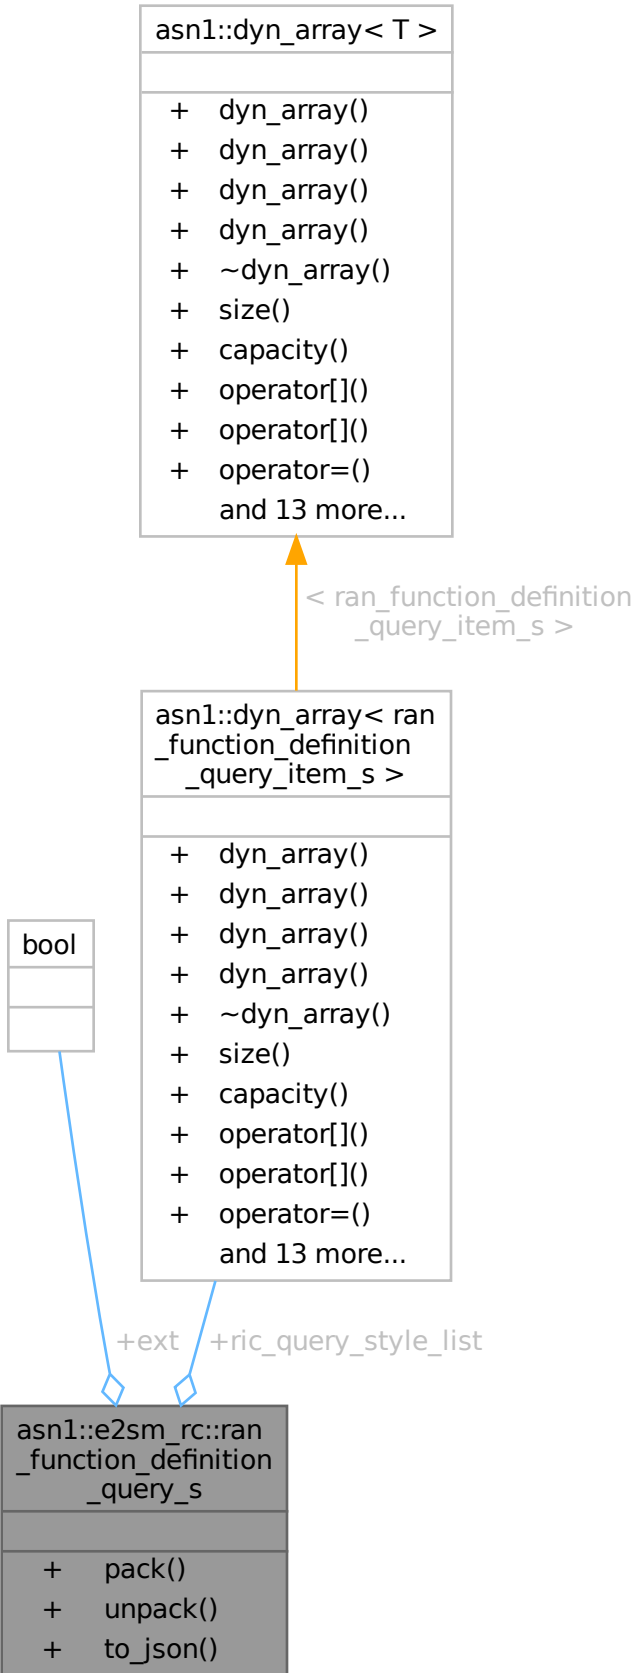 asn1::dyn_array< T >
+ dyn_array()
+ dyn_array()
+ dyn_array()
+ dyn_array()
+ ~dyn_array()
+ size()
+ capacity()
+ operator[]()
+ operator[]()
+ operator=()
and 13 more...
< ran_function_definition
_query_item_s >
asn1::dyn_array< ran
_function_definition
_query_item_s >
+ dyn_array()
+ dyn_array()
+ dyn_array()
+ dyn_array()
+ ~dyn_array()
+ size()
+ capacity()
+ operator[]()
+ operator[]()
+ operator=()
and 13 more...
bool
+ext
+ric_query_style_list
asn1::e2sm_rc::ran
_function_definition
_query_s
+ pack()
+ unpack()
+ to_json()